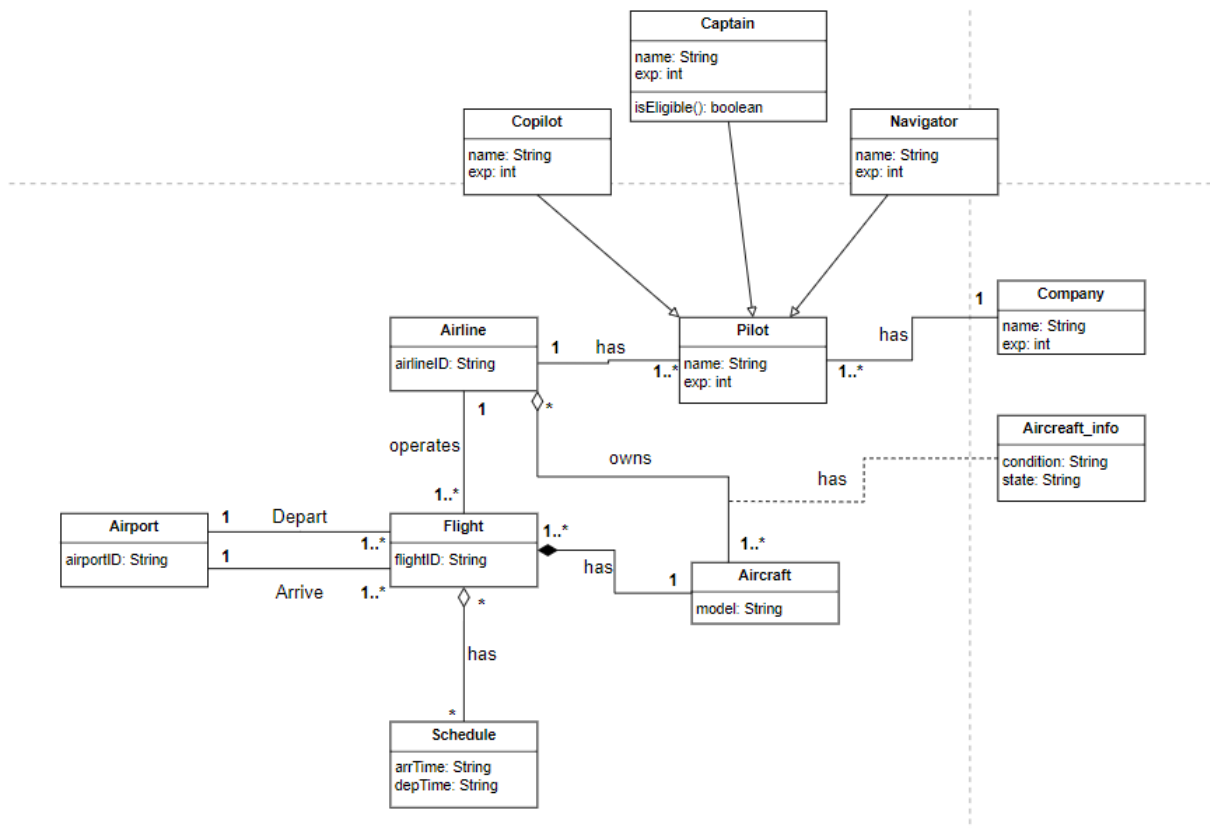 Captain
name: String
exp: int
isEligible(): boolean
Copilot
name: String
exp: int
Navigator
name: String
exp: int
Airline
airlineID: String
1
has
1..*
Pilot
name: String
exp: int
1..*
has
1
Company
name: String
exp: int
1
*
operates
owns
has
Aircreaft_info
condition: String
state: String
1..*
1..*
Airport
airportID: String
1
Depart
1..*
1
Arrive
1..*
Flight
flightID: String
1..*
has
1
Aircraft
model: String
*
has
*
Schedule
arrTime: String
depTime: String